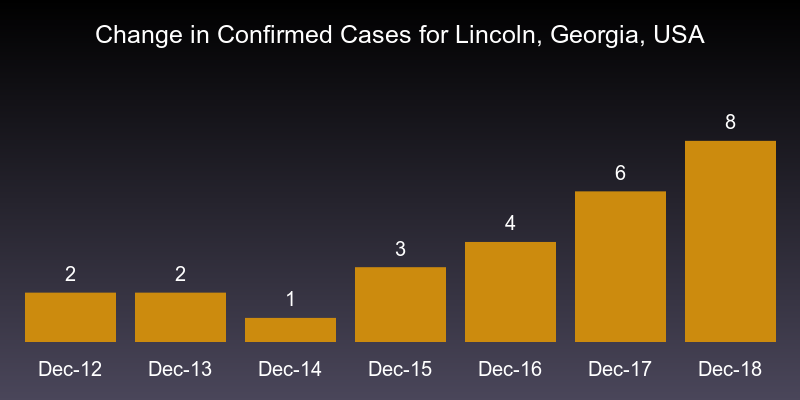 Change in Confirmed Cases for Lincoln, Georgia, USA
2 2 1 3 4 6 8
Dec-12 Dec-13 Dec-14 Dec-15 Dec-16 Dec-17 Dec-18